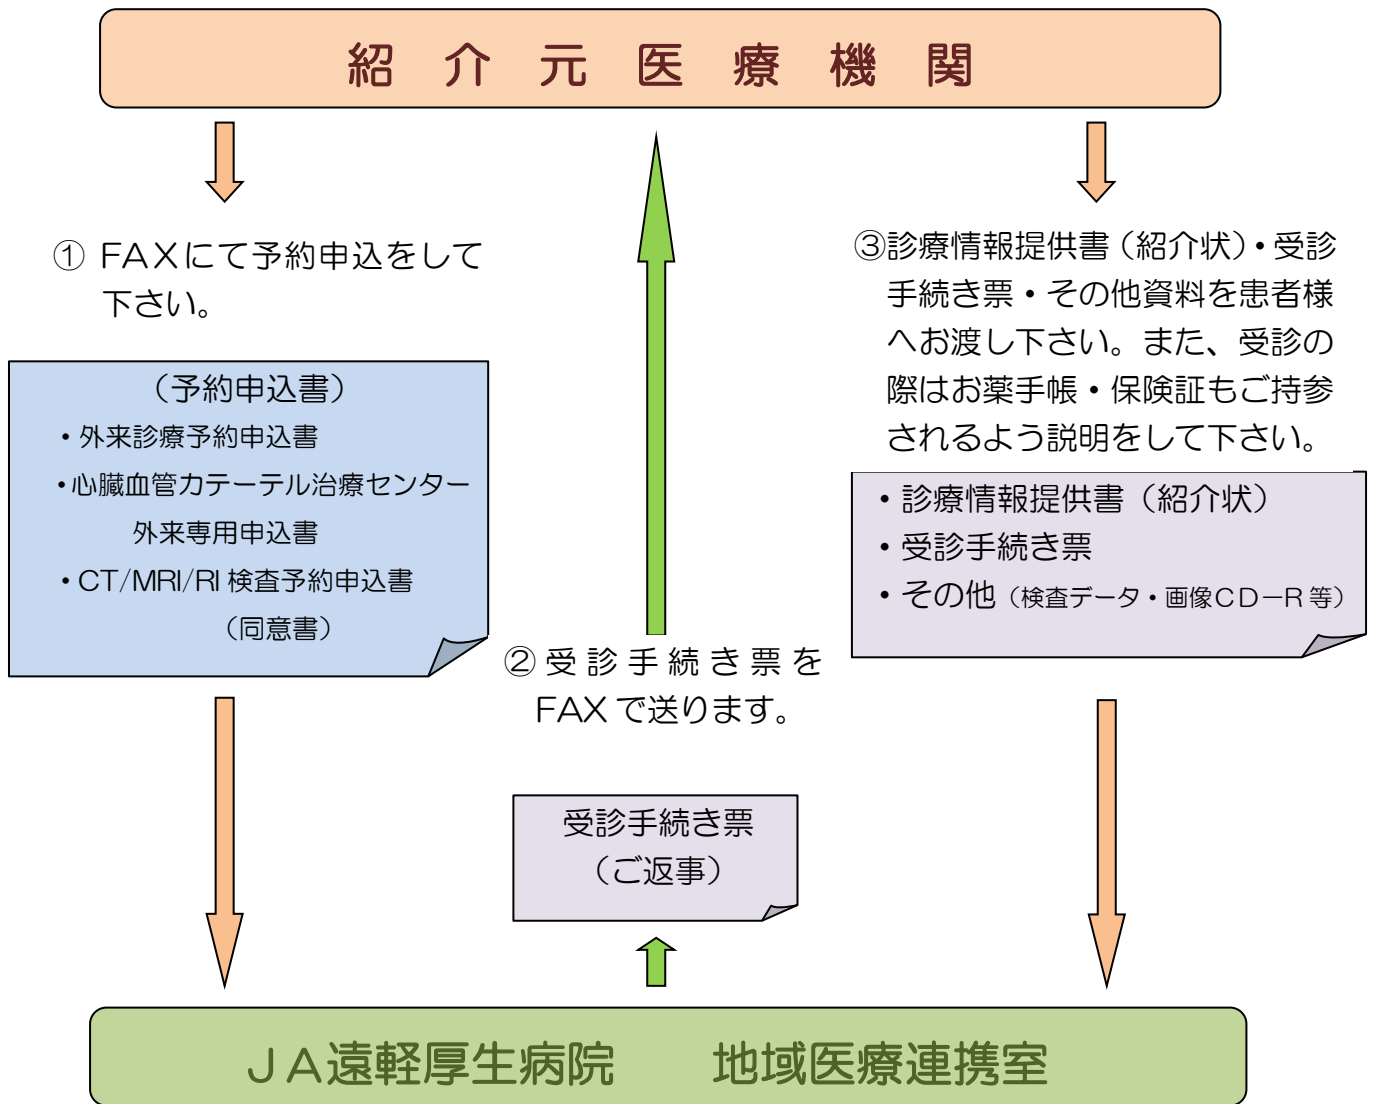 紹介元医療機関
① FAXにて予約申込をして
下さい。
（予約申込書）
・外来診療予約申込書
・心臓血管カテーテル治療センター
外来専用申込書
・CT/MRI/RI 検査予約申込書
（同意書）
②受診手続き票を
FAX で送ります。
受診手続き票
（ご返事）
③診療情報提供書（紹介状）・受診
手続き票・その他資料を患者様
へお渡し下さい。また、受診の
際はお薬手帳・保険証もご持参
されるよう説明をして下さい。
・診療情報提供書（紹介状）
・受診手続き票
・その他（検査データ・画像ＣＤ－Ｒ等）
ＪＡ遠軽厚生病院　地域医療連携室